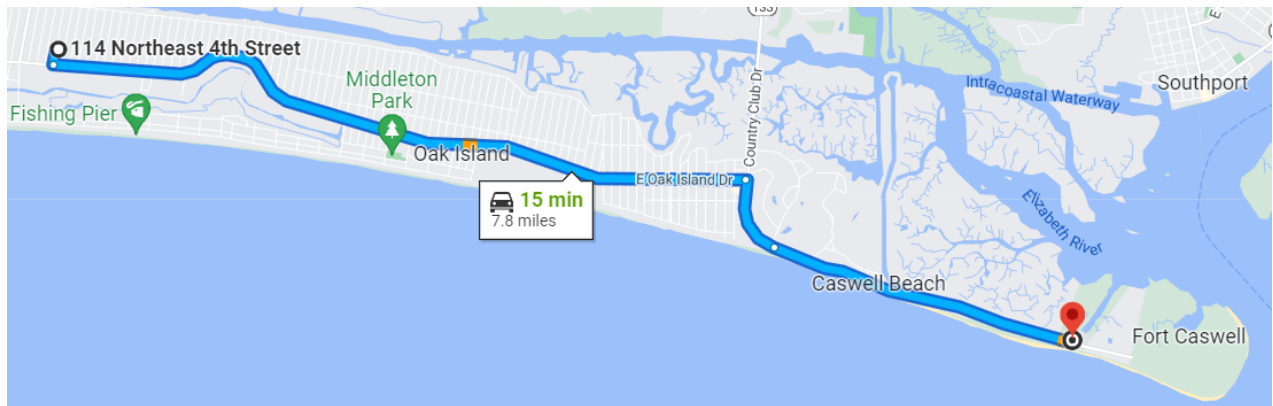 133
114 Northeast 4th Street
Middleton
Park
Fishing Pier
Oak Island
Country Club Dr
E Oak Island Dr
15 min
7.8 miles
Intracoastal Waterway
Southport
Elizabeth River
Caswell Beach
Fort Caswell